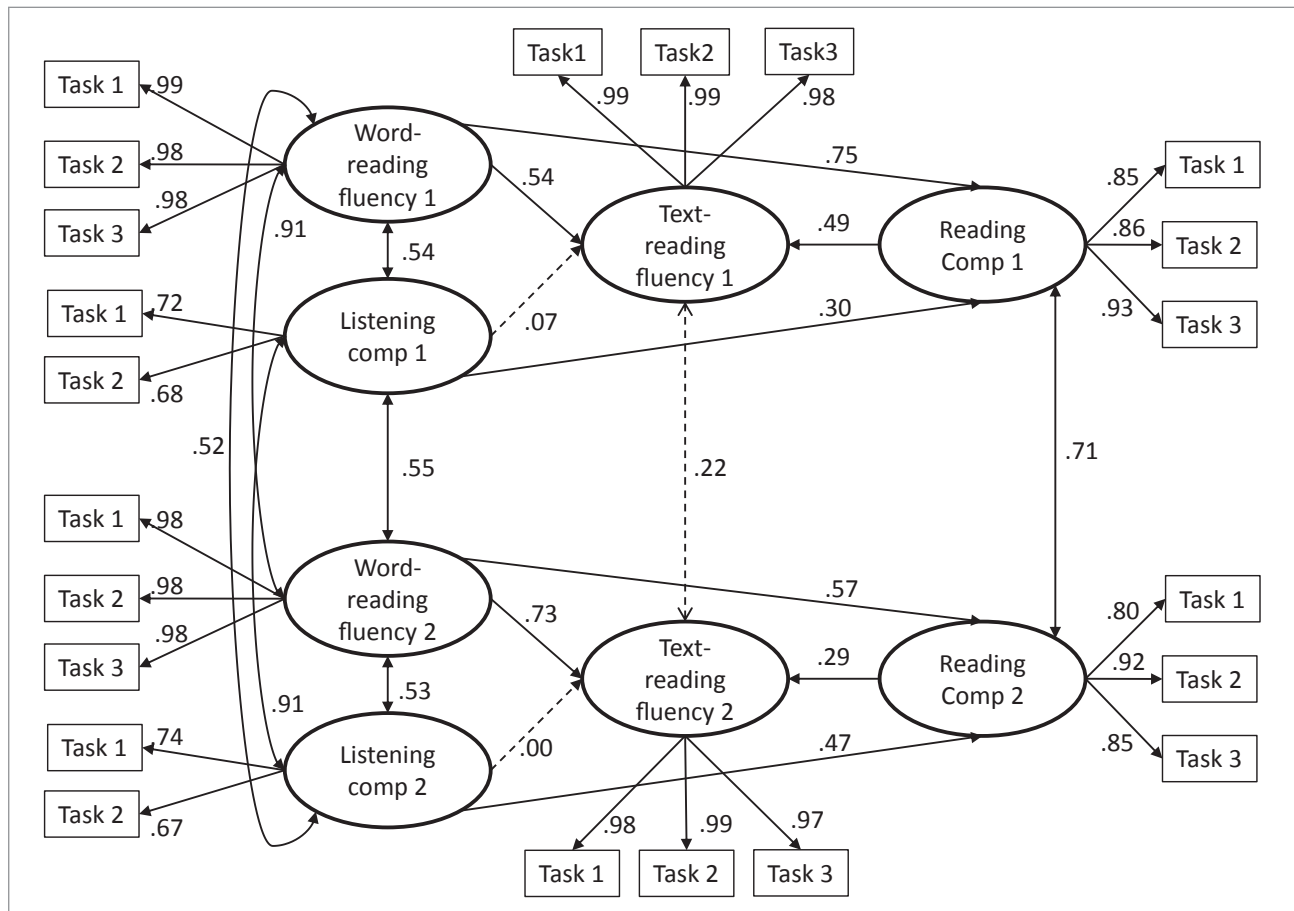 Task1
Task2
Task3
Task 1
.99
.99
.99
.98
Word-
reading
fluency 1
Task 2
.98
.75
Task 1
.85
.54
Task 3
.98
.91
Text-
reading
fluency 1
.49
Reading
Comp 1
.86
Task 2
.54
Task 1
.72
Listening
comp 1
.07
.30
.93
Task 3
Task 2
.68
.52
.55
.22
.71
Task 1
.98
Word-
reading
fluency 2
Task 2
.98
.57
.80
Task 1
.73
Task 3
.98
Text-
reading
fluency 2
.29
Reading
Comp 2
.92
Task 2
.53
.91
Task 1
.74
Listening
comp 2
.00
.47
.85
Task 3
Task 2
.67
.98
.99
.97
Task 1
Task 2
Task 3